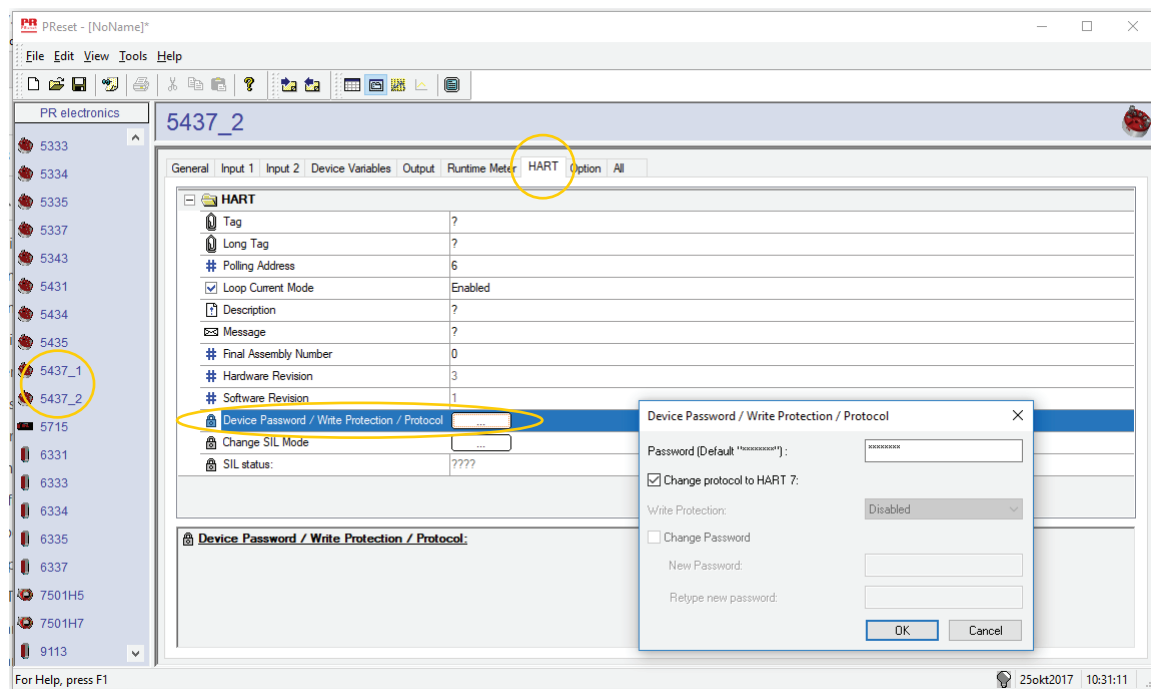 PReset - [NoName]*
File Edit View Tools Help
PR electronics
5333
5334
5335
5337
5343
5431
5434
5435
5437_1
5437_2
5715
6331
6333
6334
6335
6337
7501H5
7501H7
9113
5437_2
General Input 1 Input 2 Device Variables Output Runtime Meter HART Option All
HART
Tag ?
Long Tag ?
# Polling Address 6
Loop Current Mode Enabled
Description ?
Message ?
# Final Assembly Number 0
# Hardware Revision 3
# Software Revision 1
Device Password / Write Protection / Protocol ...
Change SIL Mode ...
SIL status: ????
Device Password / Write Protection / Protocol:
Device Password / Write Protection / Protocol
Password (Default "********") : ********
Change protocol to HART 7:
Write Protection: Disabled
Change Password
New Password:
Retype new password:
OK Cancel
For Help, press F1 25okt2017 10:31:11